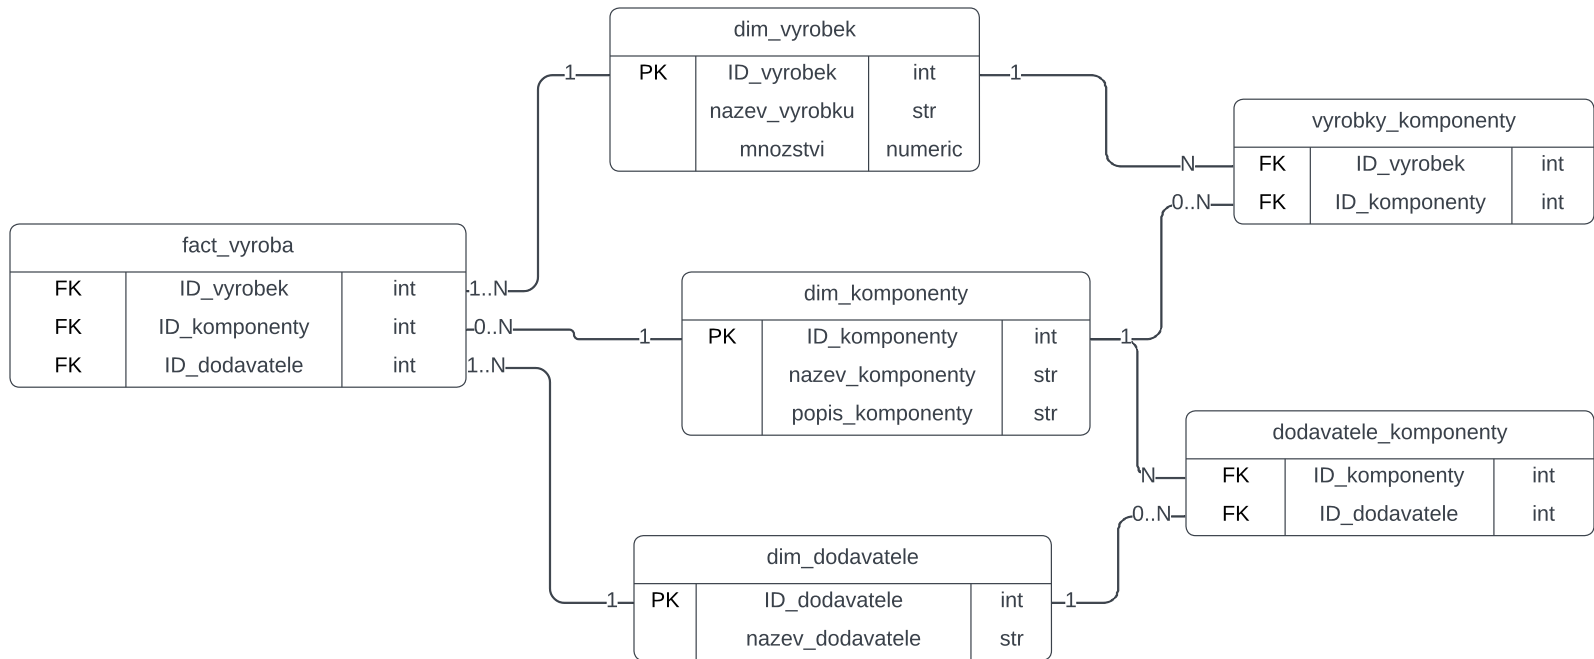 dim_vyrobek
PK ID_vyrobek int
nazev_vyrobku str
mnozstvi numeric
1
1
N
0..N
vyrobky_komponenty
FK ID_vyrobek int
FK ID_komponenty int
fact_vyroba
FK ID_vyrobek int
FK ID_komponenty int
FK ID_dodavatele int
1..N
0..N
1..N
1
dim_komponenty
PK ID_komponenty int
nazev_komponenty str
popis_komponenty str
1
N
0..N
dodavatele_komponenty
FK ID_komponenty int
FK ID_dodavatele int
1
dim_dodavatele
PK ID_dodavatele int
nazev_dodavatele str
1